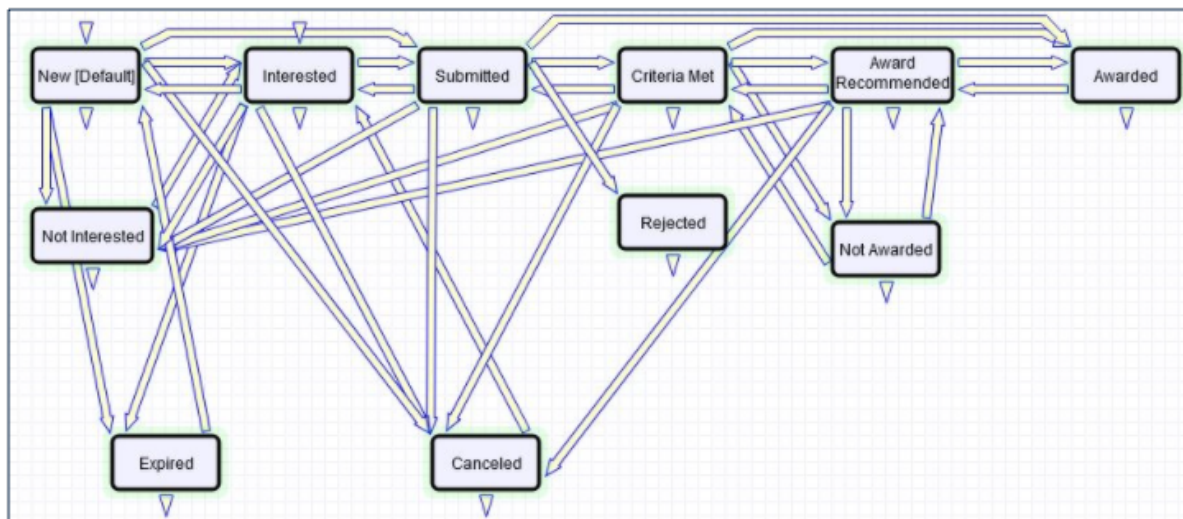 New [Default]
Interested
Submitted
Criteria Met
Award
Recommended
Awarded
Not Interested
Rejected
Not Awarded
Expired
Canceled